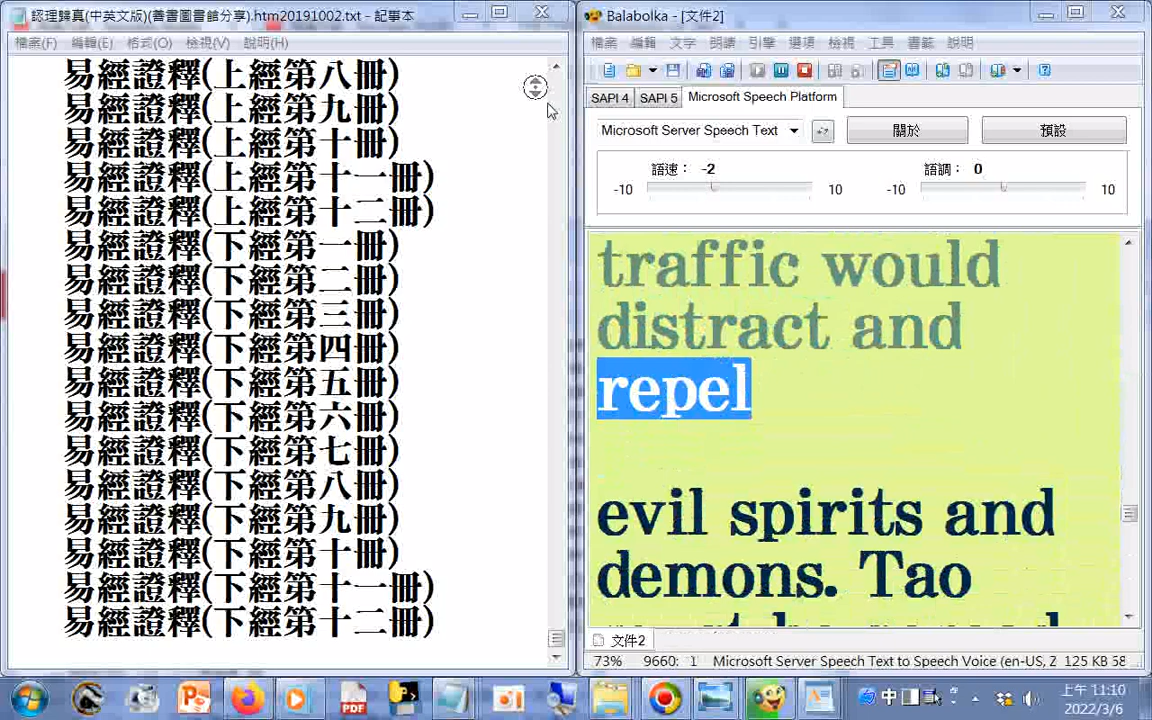 認理歸真(中英文版)(善書圖書館分享).htm20191002.txt - 記事本
檔案(F) 編輯(E) 格式(O) 檢視(V) 說明(H)
易經證釋(上經第八冊)
易經證釋(上經第九冊)
易經證釋(上經第十冊)
易經證釋(上經第十一冊)
易經證釋(上經第十二冊)
易經證釋(下經第一冊)
易經證釋(下經第二冊)
易經證釋(下經第三冊)
易經證釋(下經第四冊)
易經證釋(下經第五冊)
易經證釋(下經第六冊)
易經證釋(下經第七冊)
易經證釋(下經第八冊)
易經證釋(下經第九冊)
易經證釋(下經第十冊)
易經證釋(下經第十一冊)
易經證釋(下經第十二冊)
Balabolka - [文件2]
檔案 編輯 文字 朗讀 引擎 選項 檢視 工具 書籤 說明
SAPI 4 SAPI 5 Microsoft Speech Platform
Microsoft Server Speech Text 關於 預設
語速： -2 語調： 0
-10 10 -10 10
traffic would
distract and
repel
evil spirits and
demons. Tao
文件2
73% 9660: 1 Microsoft Server Speech Text to Speech Voice (en-US, Z 125 KB 58
PDF
中
上午 11:10
2022/3/6